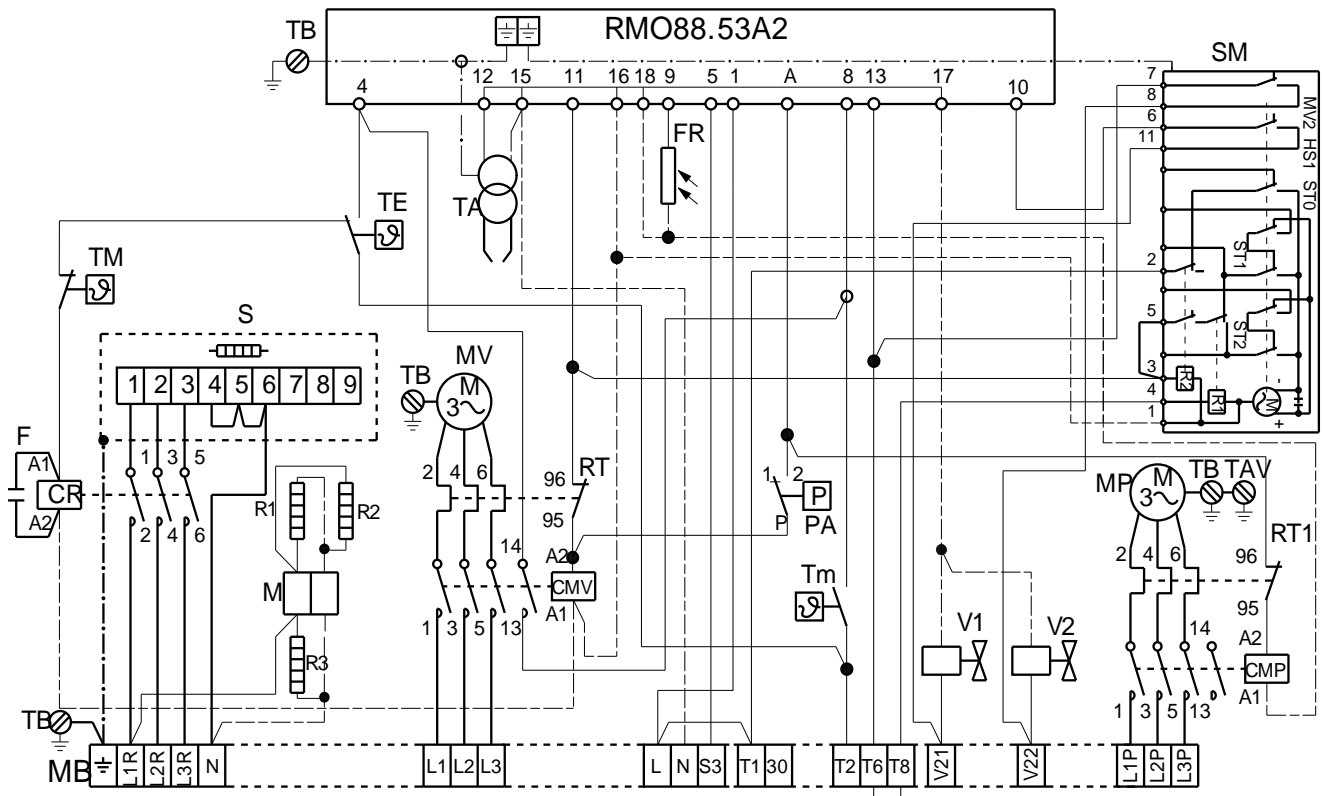 RMO88.53A2
TB
SM
4
12
15
11
16
18
9
5
1
A
8
13
17
10
7
8
6
11
2
5
3
4
1
MV2
HS1
ST0
ST1
ST2
R2
R1
M
-
+
FR
TA
TE
ϑ
TM
ϑ
S
1 2 3 4 5 6 7 8 9
F
A1
CR
A2
1 3 5
2 4 6
R1
R2
M
R3
TB
MV
M
3~
2 4 6
14
1 3 5 13
RT
96
95
A2
CMV
A1
1 2
P
P
PA
Tm
ϑ
V1
V2
MP
M
3~
TB TAV
2 4 6
14
1 3 5 13
RT1
96
95
A2
CMP
A1
TB
MB
L1R L2R L3R N
L1 L2 L3
L N S3 T1 30
T2 T6 T8
V21
V22
L1P L2P L3P